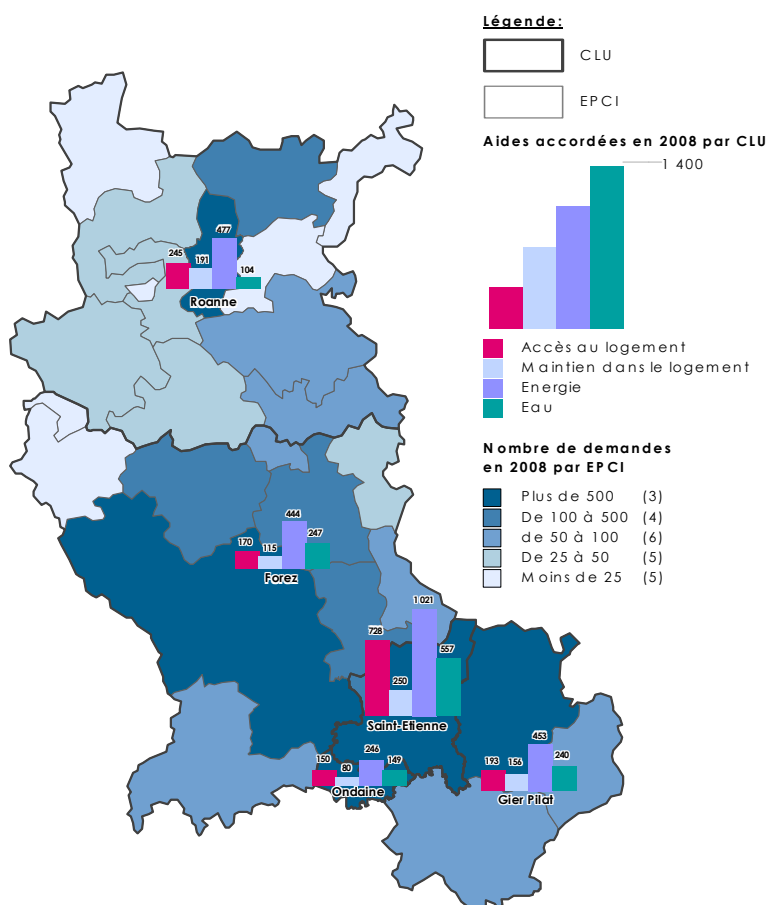 Légende:
CLU
EPCI
Aides accordées en 2008 par CLU
1 400
Accès au logement
Maintien dans le logement
Energie
Eau
Nombre de demandes
en 2008 par EPCI
Plus de 500 (3)
De 100 à 500 (4)
de 50 à 100 (6)
De 25 à 50 (5)
Moins de 25 (5)
245
191
477
104
Roanne
170
115
444
247
Forez
728
250
1 021
557
Saint-Etienne
150
80
246
149
Ondaine
193
156
453
240
Gier Pilat